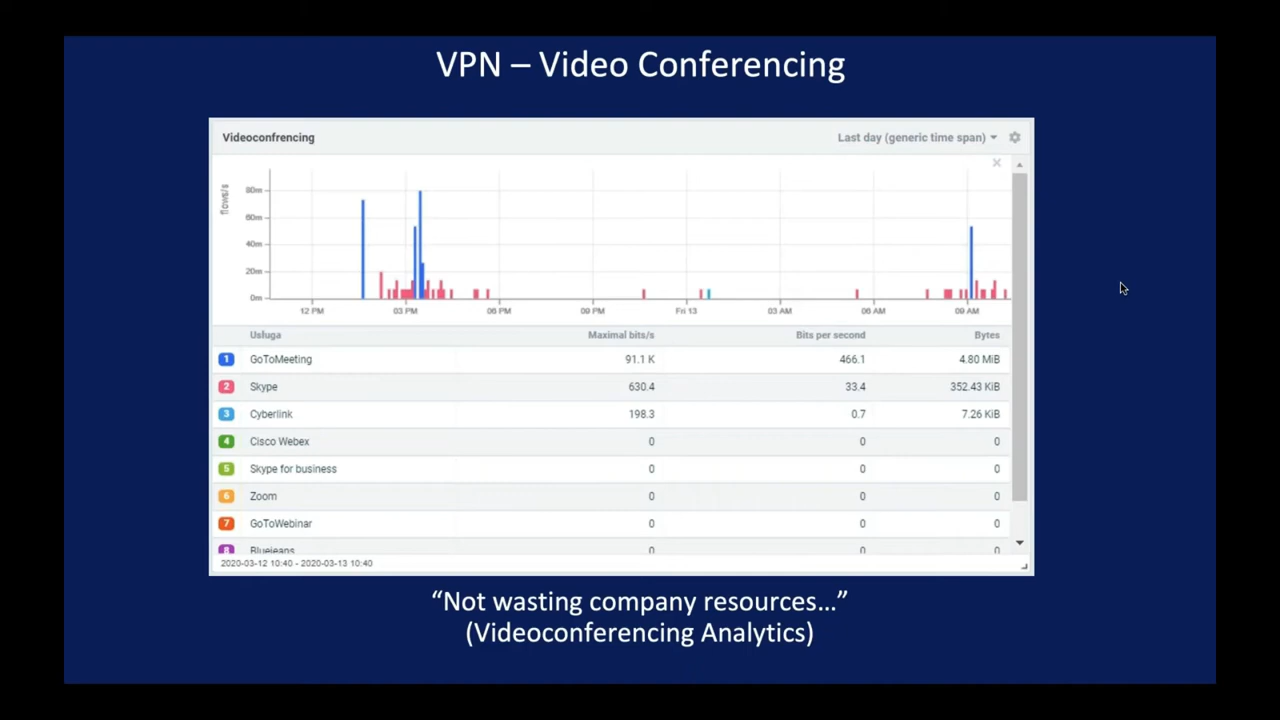 VPN – Video Conferencing
Videoconfrencing
Last day (generic time span)
flows/s
80m
60m
40m
20m
0m
12 PM 03 PM 06 PM 09 PM Fri 13 03 AM 06 AM 09 AM
Usługa Maximal bits/s Bits per second Bytes
1 GoToMeeting 91.1 K 466.1 4.80 MiB
2 Skype 630.4 33.4 352.43 KiB
3 Cyberlink 198.3 0.7 7.26 KiB
4 Cisco Webex 0 0 0
5 Skype for business 0 0 0
6 Zoom 0 0 0
7 GoToWebinar 0 0 0
8 Bluejeans 0 0 0
2020-03-12 10:40 - 2020-03-13 10:40
“Not wasting company resources…”
(Videoconferencing Analytics)